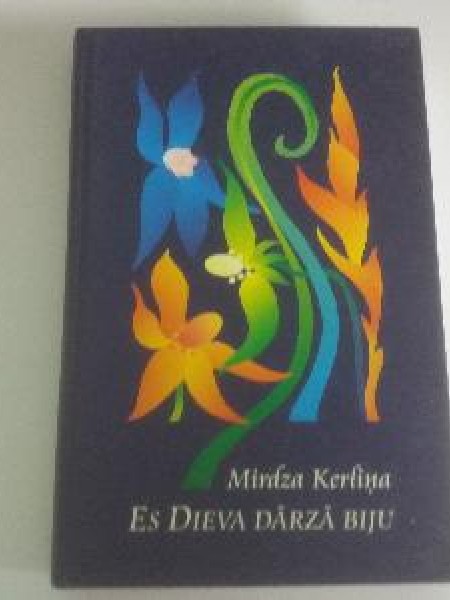 Mirdza Kerliņa
ES DIEVA DĀRZĀ BIJU